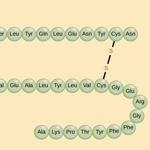 Leu Tyr Gln Leu Glu Asn Tyr Cys Asn
S
S
Glu Ala Leu Tyr Leu Val Cys Gly Glu
Arg
Gly
Ala Lys Pro Thr Tyr Phe Phe